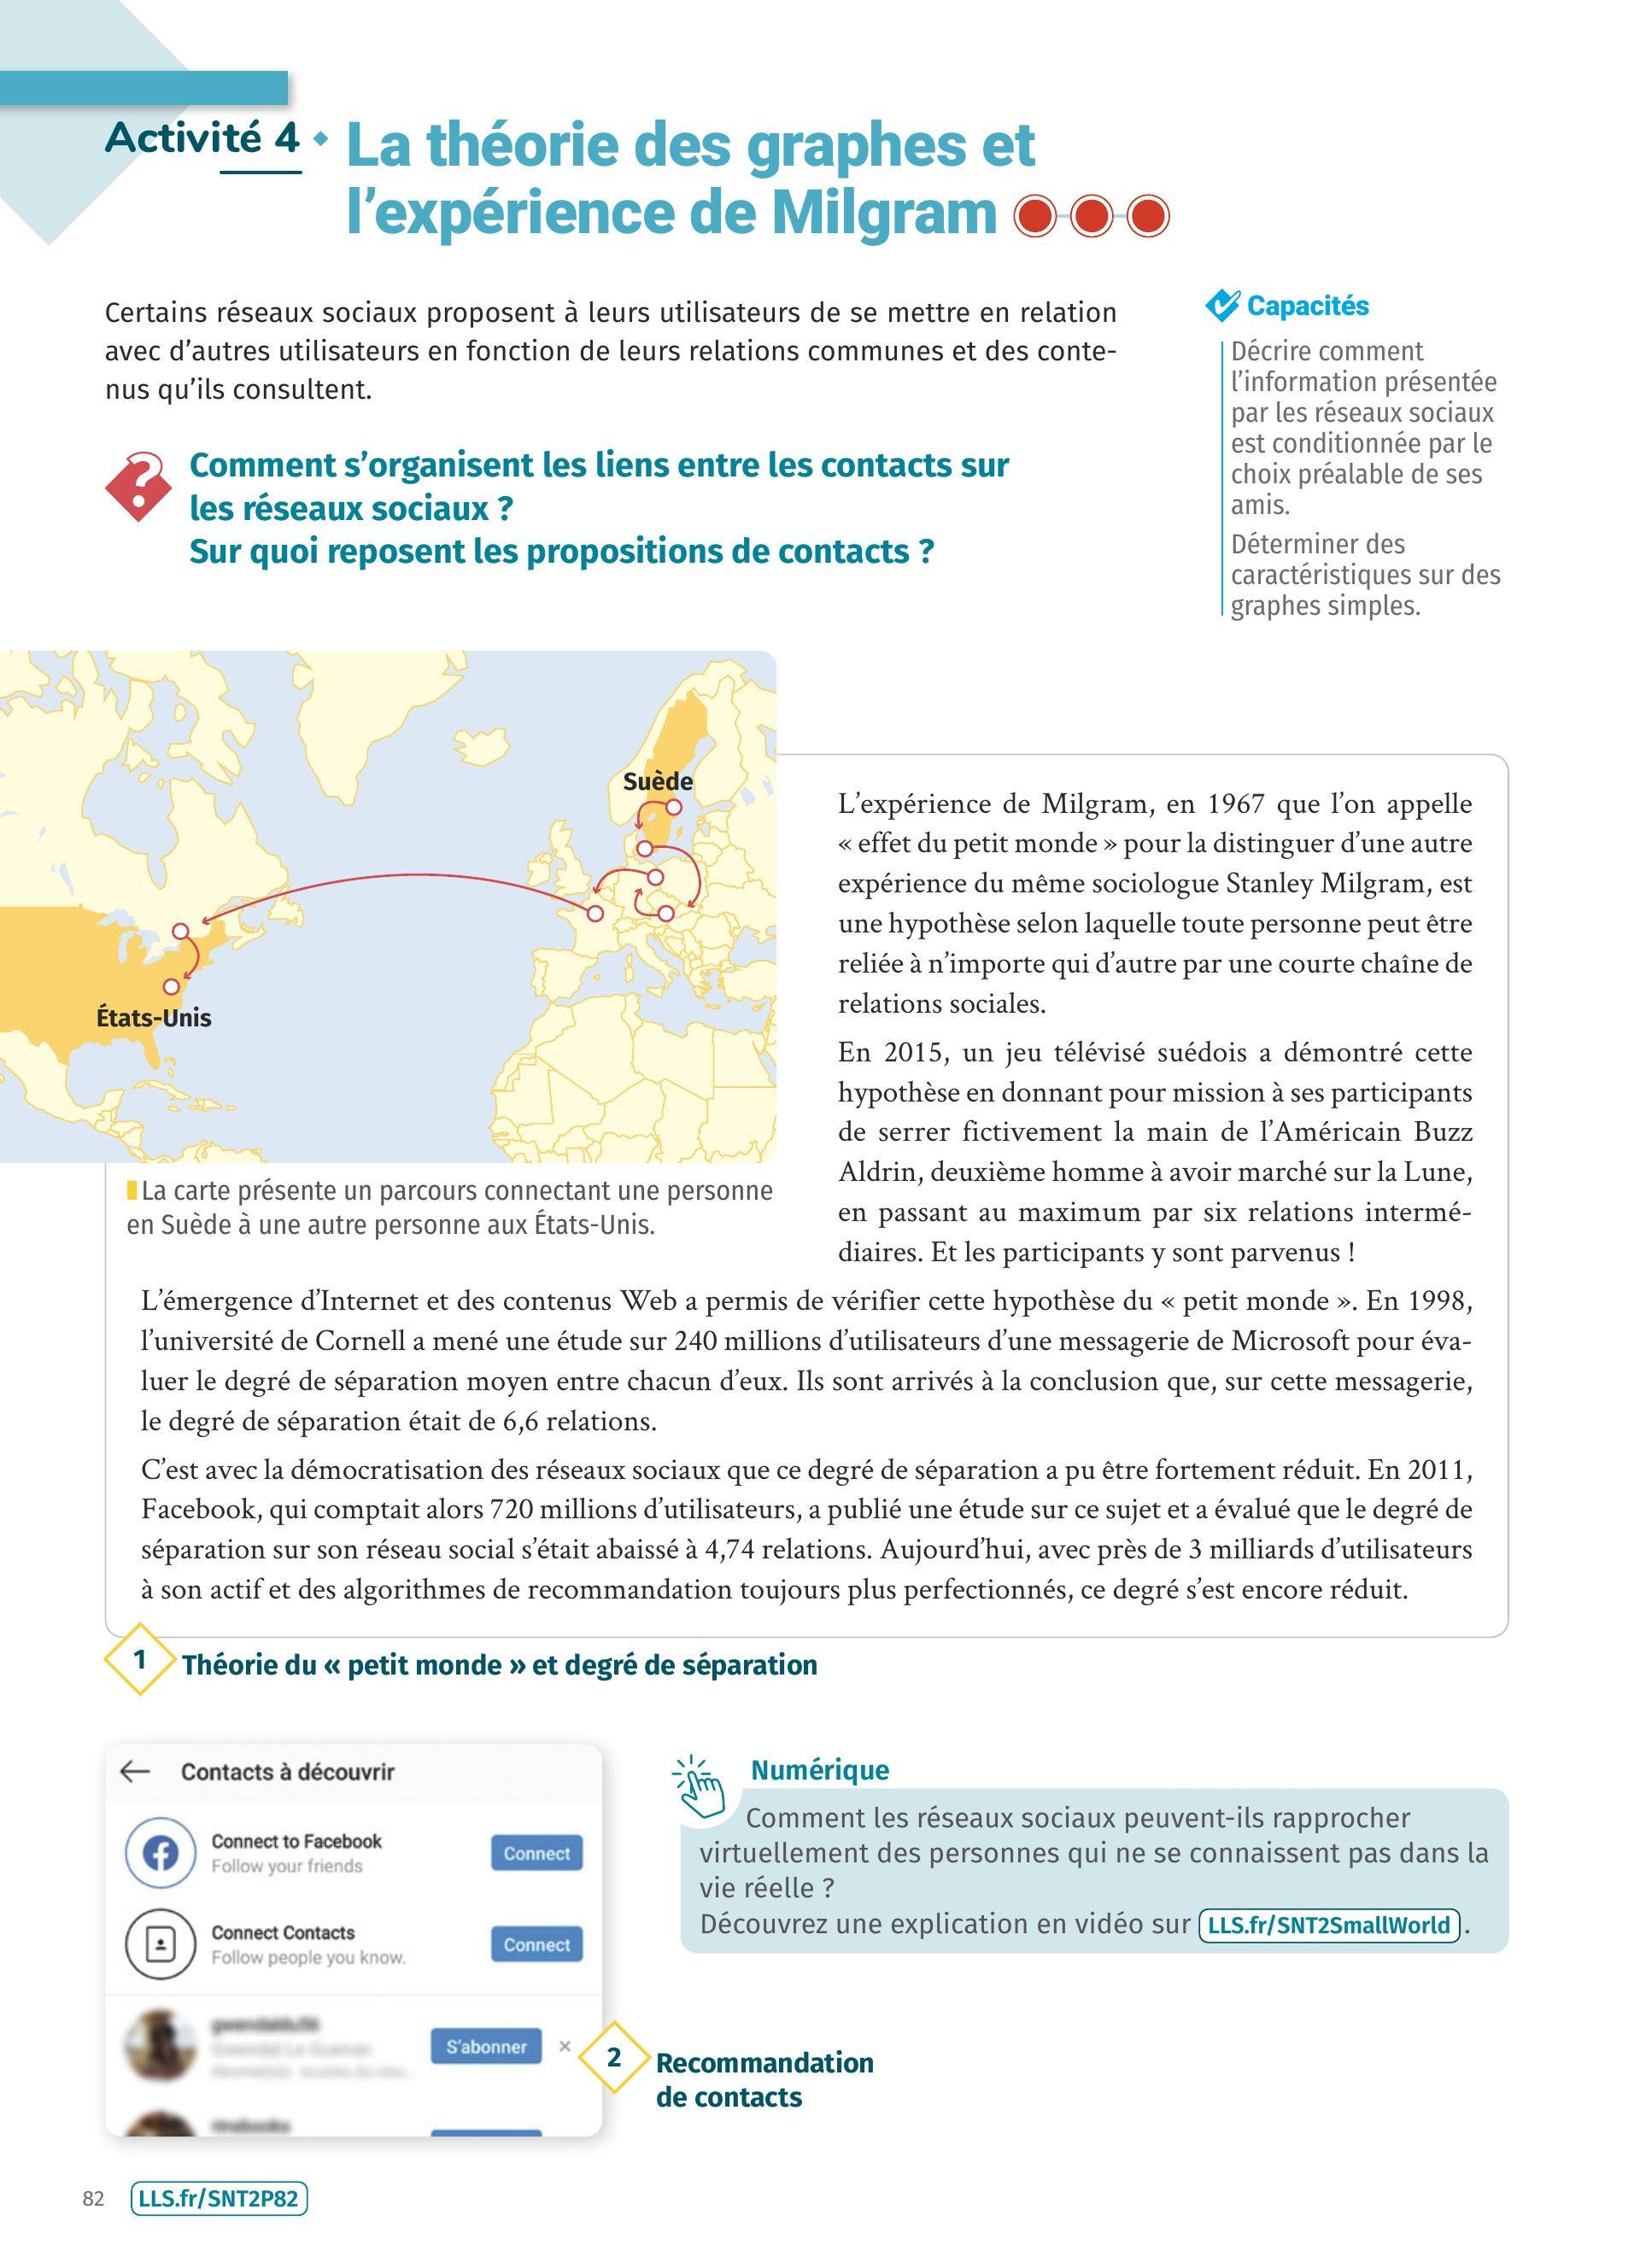 Activité 4
La théorie des graphes et
l'expérience de Milgram
Certains réseaux sociaux proposent à leurs utilisateurs de se mettre en relation
avec d'autres utilisateurs en fonction de leurs relations communes et des conte-
nus qu'ils consultent.
?
Comment s'organisent les liens entre les contacts sur
les réseaux sociaux ?
Sur quoi reposent les propositions de contacts ?
Capacités
Décrire comment
l'information présentée
par les réseaux sociaux
est conditionnée par le
choix préalable de ses
amis.
Déterminer des
caractéristiques sur des
graphes simples.
Suède
États-Unis
La carte présente un parcours connectant une personne
en Suède à une autre personne aux États-Unis.
L'expérience de Milgram, en 1967 que l'on appelle
« effet du petit monde » pour la distinguer d'une autre
expérience du même sociologue Stanley Milgram, est
une hypothèse selon laquelle toute personne peut être
reliée à n'importe qui d'autre par une courte chaîne de
relations sociales.
En 2015, un jeu télévisé suédois a démontré cette
hypothèse en donnant pour mission à ses participants
de serrer fictivement la main de l'Américain Buzz
Aldrin, deuxième homme à avoir marché sur la Lune,
en passant au maximum par six relations intermé-
diaires. Et les participants y sont parvenus !
L'émergence d'Internet et des contenus Web a permis de vérifier cette hypothèse du « petit monde ». En 1998,
l'université de Cornell a mené une étude sur 240 millions d'utilisateurs d'une messagerie de Microsoft pour éva-
luer le degré de séparation moyen entre chacun d'eux. Ils sont arrivés à la conclusion que, sur cette messagerie,
le degré de séparation était de 6,6 relations.
C'est avec la démocratisation des réseaux sociaux que ce degré de séparation a pu être fortement réduit. En 2011,
Facebook, qui comptait alors 720 millions d'utilisateurs, a publié une étude sur ce sujet et a évalué que le degré de
séparation sur son réseau social s'était abaissé à 4,74 relations. Aujourd'hui, avec près de 3 milliards d'utilisateurs
à son actif et des algorithmes de recommandation toujours plus perfectionnés, ce degré s'est encore réduit.
1 Théorie du « petit monde » et degré de séparation
Contacts à découvrir
Connect to Facebook
Follow your friends
Connect
Connect Contacts
Follow people you know.
Connect
S'abonner
2 Recommandation
de contacts
Numérique
Comment les réseaux sociaux peuvent-ils rapprocher
virtuellement des personnes qui ne se connaissent pas dans la
vie réelle ?
Découvrez une explication en vidéo sur LLS.fr/SNT2SmallWorld .
82 LLS.fr/SNT2P82